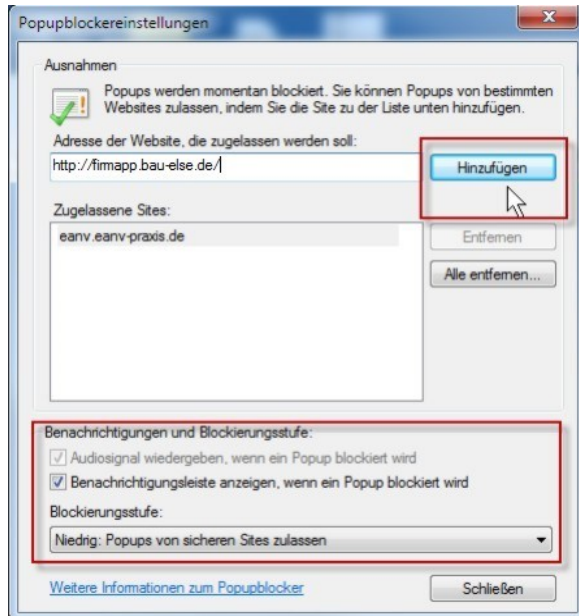 Popupblockereinstellungen
Ausnahmen
Popups werden momentan blockiert. Sie können Popups von bestimmten
Websites zulassen, indem Sie die Site zu der Liste unten hinzufügen.
Adresse der Website, die zugelassen werden soll:
http://firmapp.bau-else.de/
Hinzufügen
Zugelassene Sites:
eanv.eanv-praxis.de
Entfernen
Alle entfernen...
Benachrichtigungen und Blockierungsstufe:
Audiosignal wiedergeben, wenn ein Popup blockiert wird
Benachrichtigungsleiste anzeigen, wenn ein Popup blockiert wird
Blockierungsstufe:
Niedrig: Popups von sicheren Sites zulassen
Weitere Informationen zum Popupblocker
Schließen